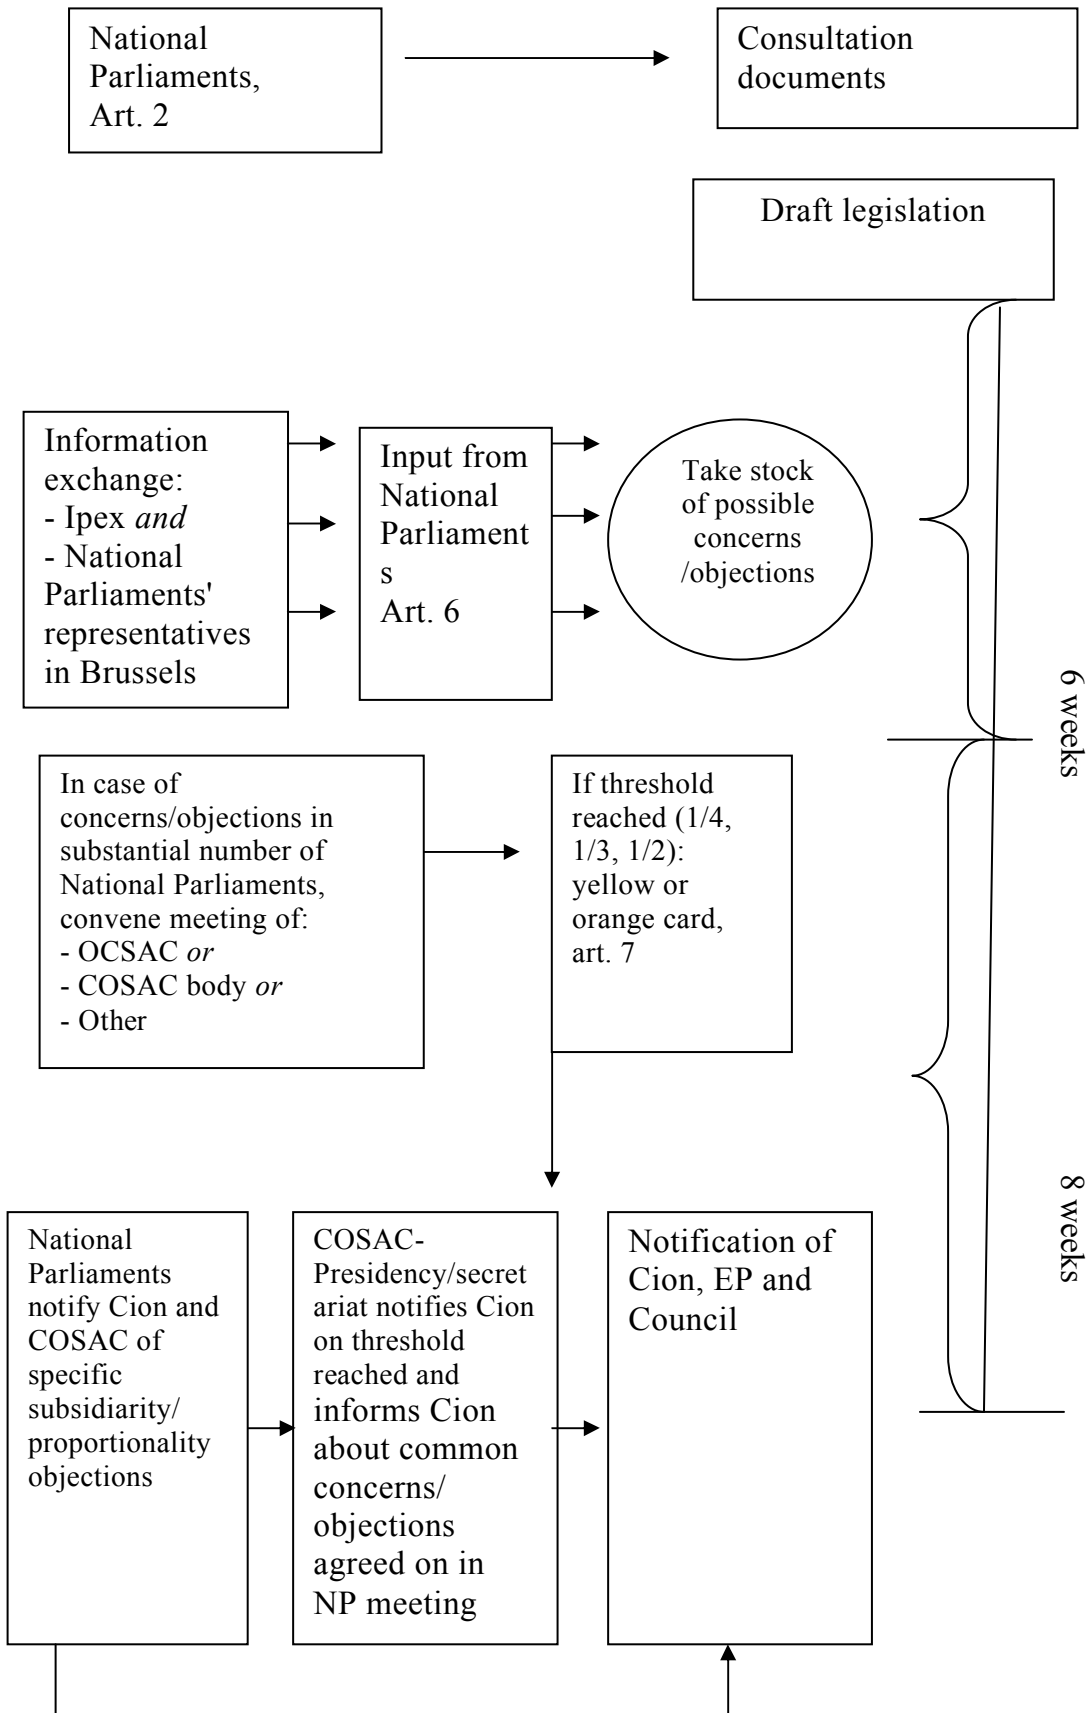 National
Parliaments,
Art. 2
Consultation
documents
Draft legislation
Information
exchange:
- Ipex and
- National
Parliaments'
representatives
in Brussels
Input from
National
Parliament
s
Art. 6
Take stock
of possible
concerns
/objections
6 weeks
In case of
concerns/objections in
substantial number of
National Parliaments,
convene meeting of:
- OCSAC or
- COSAC body or
- Other
If threshold
reached (1/4,
1/3, 1/2):
yellow or
orange card,
art. 7
8 weeks
National
Parliaments
notify Cion and
COSAC of
specific
subsidiarity/
proportionality
objections
COSAC-
Presidency/secret
ariat notifies Cion
on threshold
reached and
informs Cion
about common
concerns/
objections
agreed on in
NP meeting
Notification of
Cion, EP and
Council